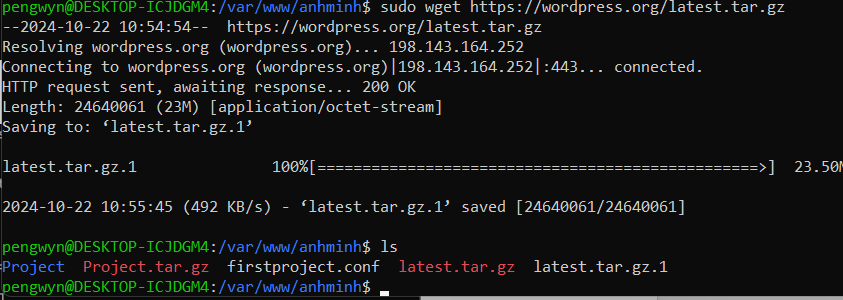 pengwyn@DESKTOP-ICJDGM4:/var/www/anhminh$ sudo wget https://wordpress.org/latest.tar.gz
--2024-10-22 10:54:54--  https://wordpress.org/latest.tar.gz
Resolving wordpress.org (wordpress.org)... 198.143.164.252
Connecting to wordpress.org (wordpress.org)|198.143.164.252|:443... connected.
HTTP request sent, awaiting response... 200 OK
Length: 24640061 (23M) [application/octet-stream]
Saving to: ‘latest.tar.gz.1’
latest.tar.gz.1                100%[=================================================>]  23.50M
2024-10-22 10:55:45 (492 KB/s) - ‘latest.tar.gz.1’ saved [24640061/24640061]
pengwyn@DESKTOP-ICJDGM4:/var/www/anhminh$ ls
Project  Project.tar.gz  firstproject.conf  latest.tar.gz  latest.tar.gz.1
pengwyn@DESKTOP-ICJDGM4:/var/www/anhminh$